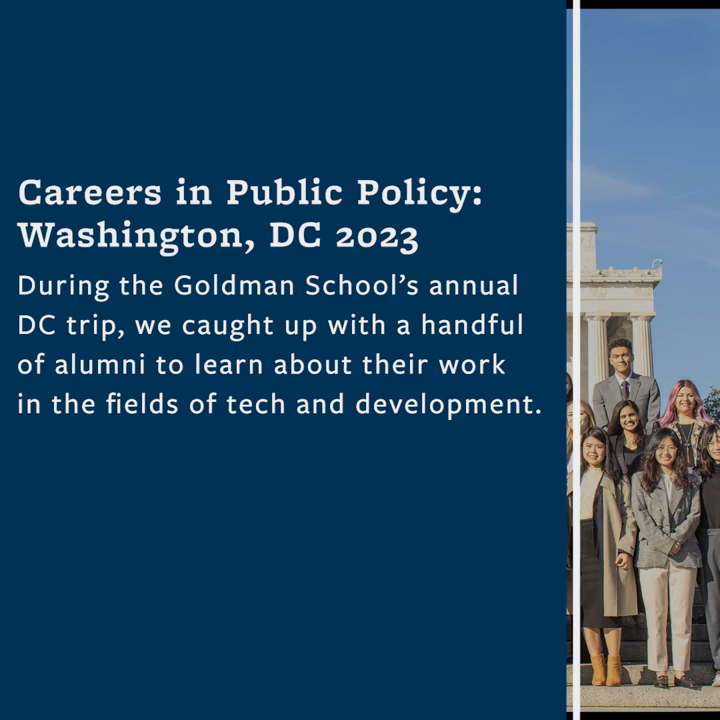 Careers in Public Policy:
Washington, DC 2023
During the Goldman School’s annual
DC trip, we caught up with a handful
of alumni to learn about their work
in the fields of tech and development.